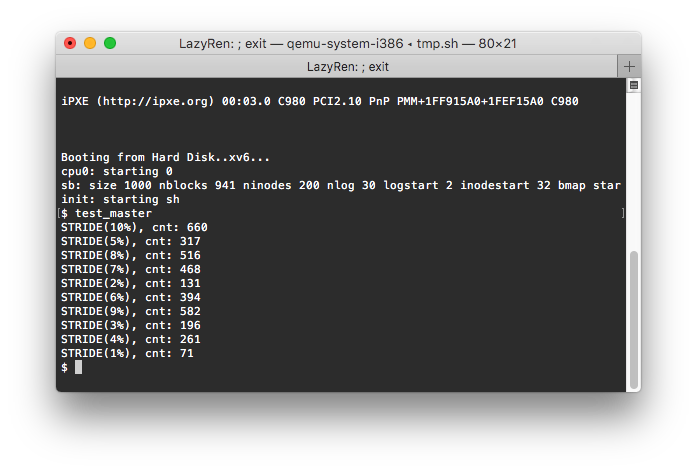 LazyRen: ; exit — qemu-system-i386 ◂ tmp.sh — 80×21
LazyRen: ; exit
iPXE (http://ipxe.org) 00:03.0 C980 PCI2.10 PnP PMM+1FF915A0+1FEF15A0 C980
Booting from Hard Disk..xv6...
cpu0: starting 0
sb: size 1000 nblocks 941 ninodes 200 nlog 30 logstart 2 inodestart 32 bmap star
init: starting sh
[$ test_master ]
STRIDE(10%), cnt: 660
STRIDE(5%), cnt: 317
STRIDE(8%), cnt: 516
STRIDE(7%), cnt: 468
STRIDE(2%), cnt: 131
STRIDE(6%), cnt: 394
STRIDE(9%), cnt: 582
STRIDE(3%), cnt: 196
STRIDE(4%), cnt: 261
STRIDE(1%), cnt: 71
$